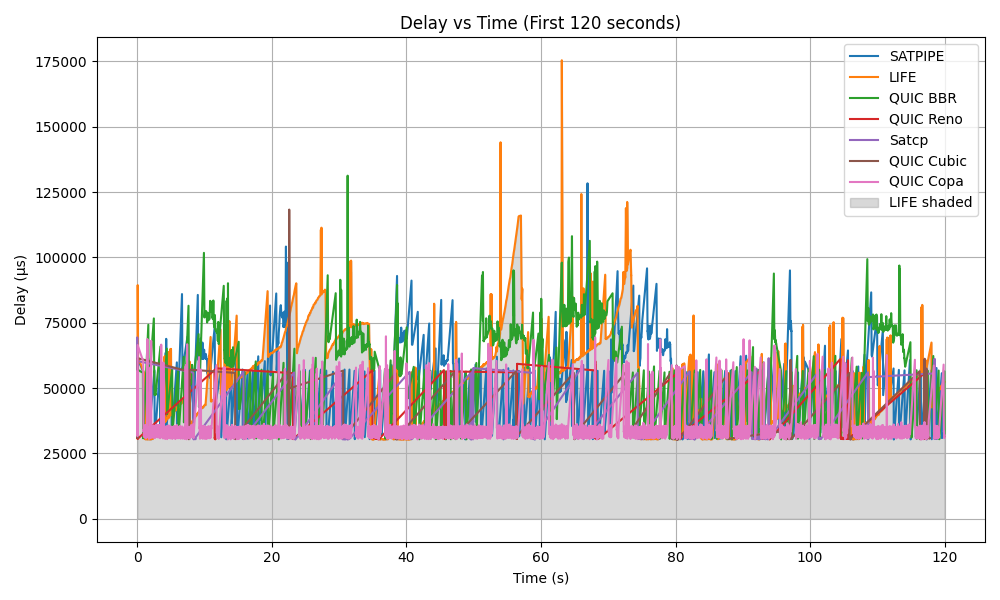 Delay vs Time (First 120 seconds)
175000
150000
125000
100000
75000
50000
25000
0
Delay (µs)
0 20 40 60 80 100 120
Time (s)
SATPIPE
LIFE
QUIC BBR
QUIC Reno
Satcp
QUIC Cubic
QUIC Copa
LIFE shaded